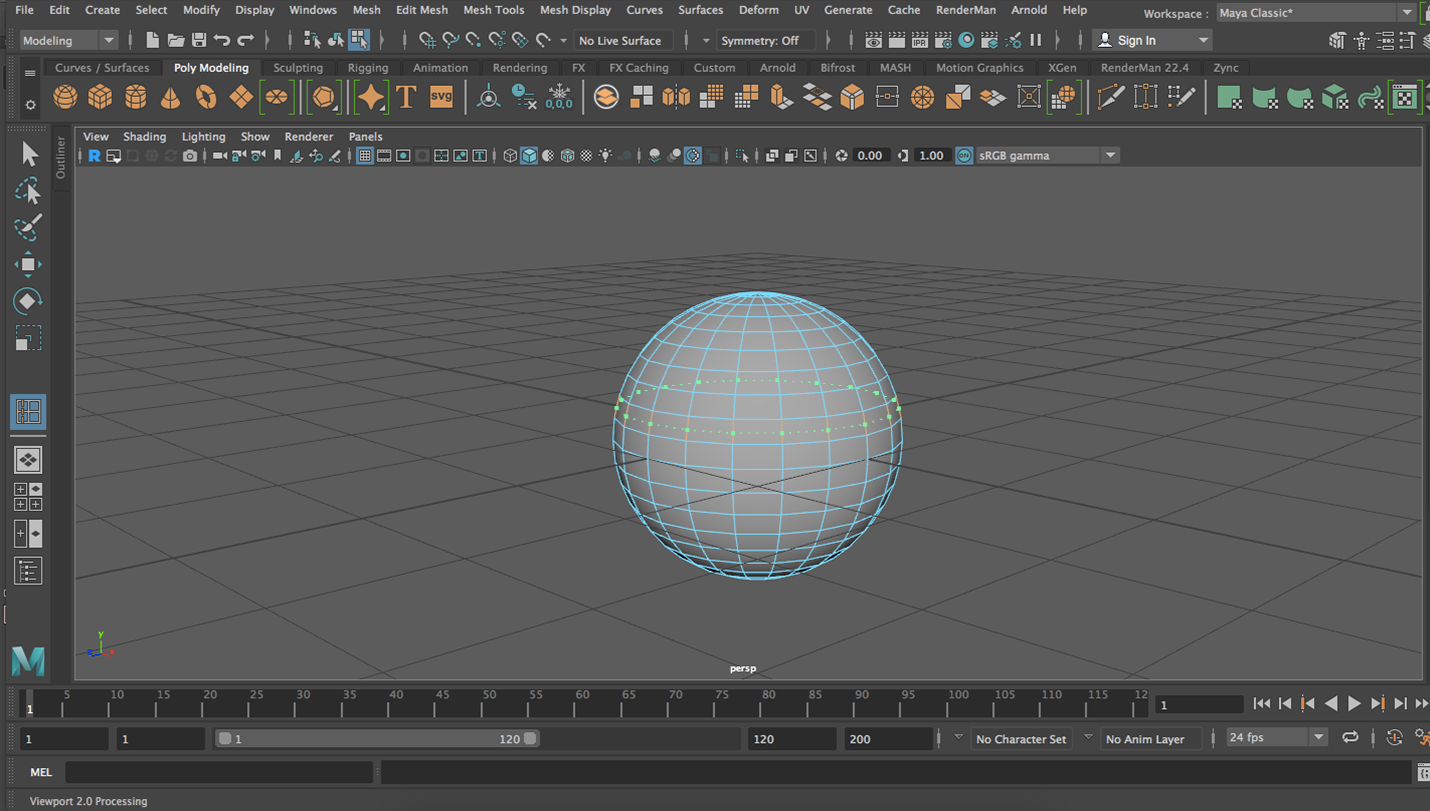 File Edit Create Select Modify Display Windows Mesh Edit Mesh Mesh Tools Mesh Display Curves Surfaces Deform UV Generate Cache RenderMan Arnold Help Workspace : Maya Classic*
Modeling No Live Surface Symmetry: Off IPR Sign In
Curves / Surfaces Poly Modeling Sculpting Rigging Animation Rendering FX FX Caching Custom Arnold Bifrost MASH Motion Graphics XGen RenderMan 22.4 Zync
T svg 0,0,0
View Shading Lighting Show Renderer Panels
Outliner
R T 0.00 1.00 ON sRGB gamma
y
persp
M
5 10 15 20 25 30 35 40 45 50 55 60 65 70 75 80 85 90 95 100 105 110 115 12
1 1
1 1 1 120 120 200 No Character Set No Anim Layer 24 fps
MEL
Viewport 2.0 Processing